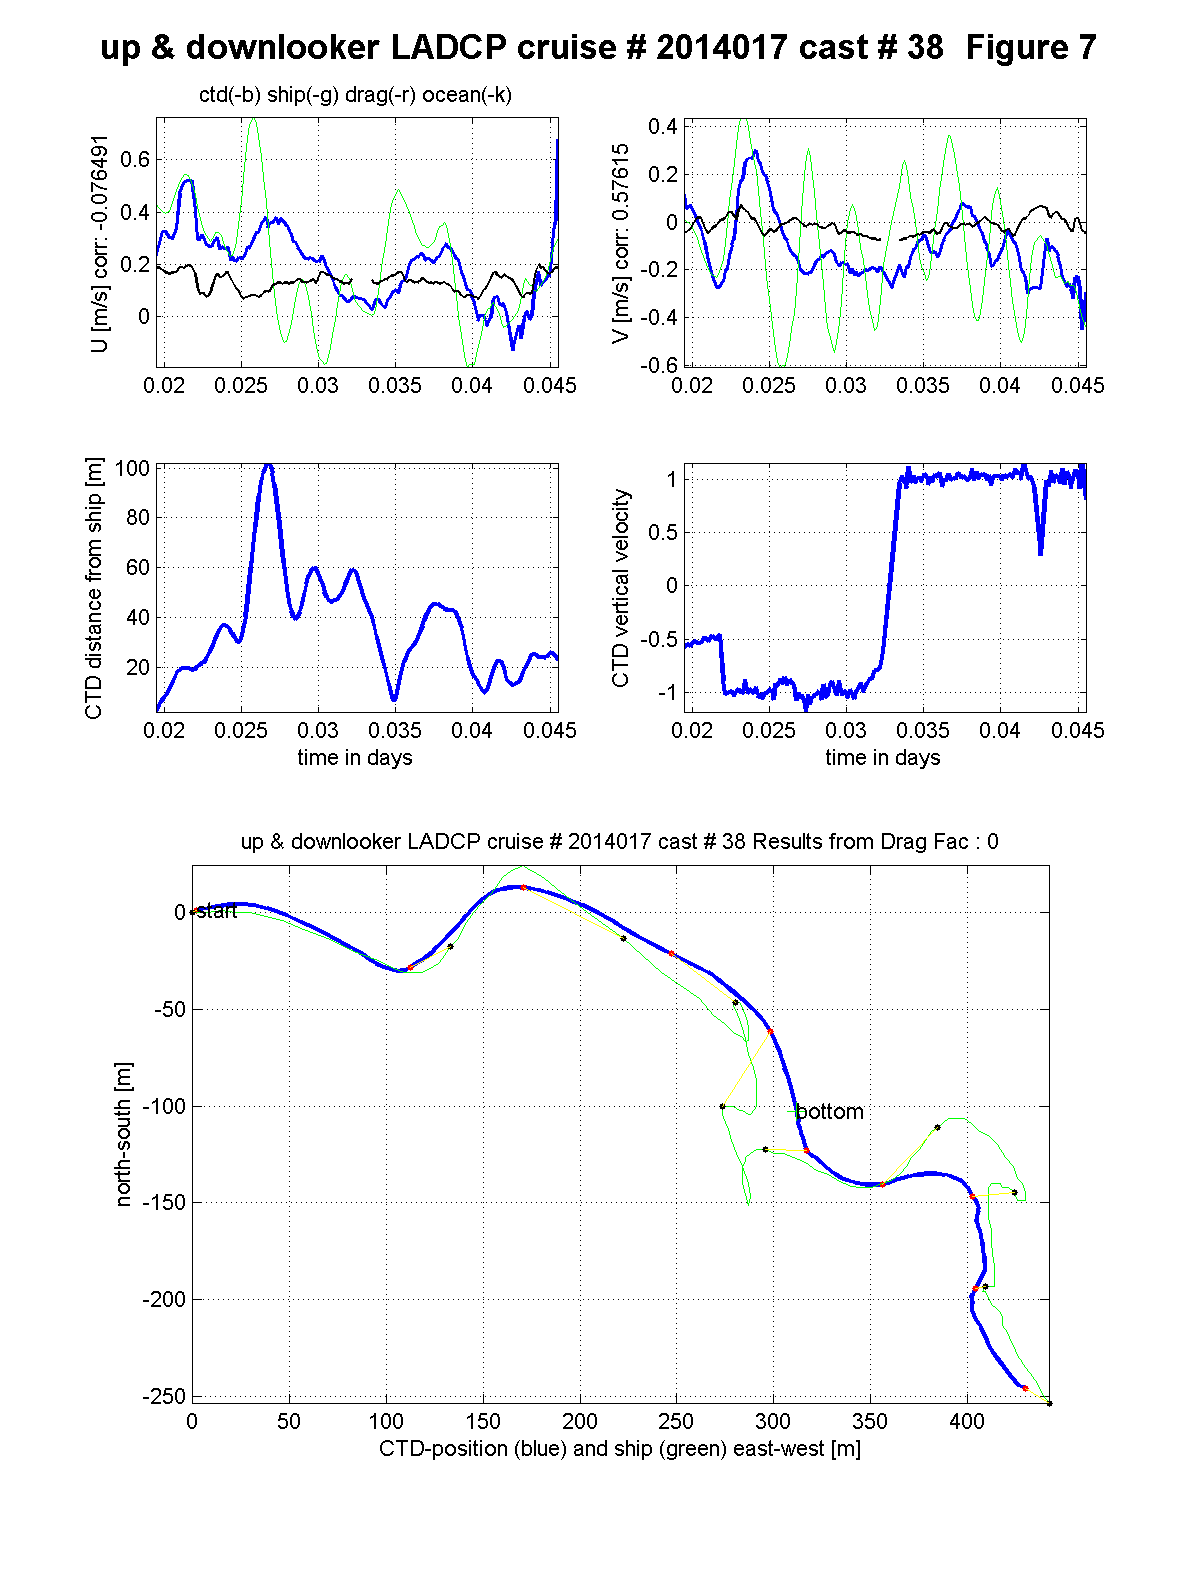 up & downlooker LADCP cruise # 2014017 cast # 38  Figure 7
ctd(-b) ship(-g) drag(-r) ocean(-k)
U [m/s] corr: -0.076491
0.6
0.4
0.2
0
0.02 0.025 0.03 0.035 0.04 0.045
V [m/s] corr: 0.57615
0.4
0.2
0
-0.2
-0.4
-0.6
0.02 0.025 0.03 0.035 0.04 0.045
CTD distance from ship [m]
100
80
60
40
20
0.02 0.025 0.03 0.035 0.04 0.045
time in days
CTD vertical velocity
1
0.5
0
-0.5
-1
0.02 0.025 0.03 0.035 0.04 0.045
time in days
up & downlooker LADCP cruise # 2014017 cast # 38 Results from Drag Fac : 0
north-south [m]
0
-50
-100
-150
-200
-250
start
bottom
0 50 100 150 200 250 300 350 400
CTD-position (blue) and ship (green) east-west [m]